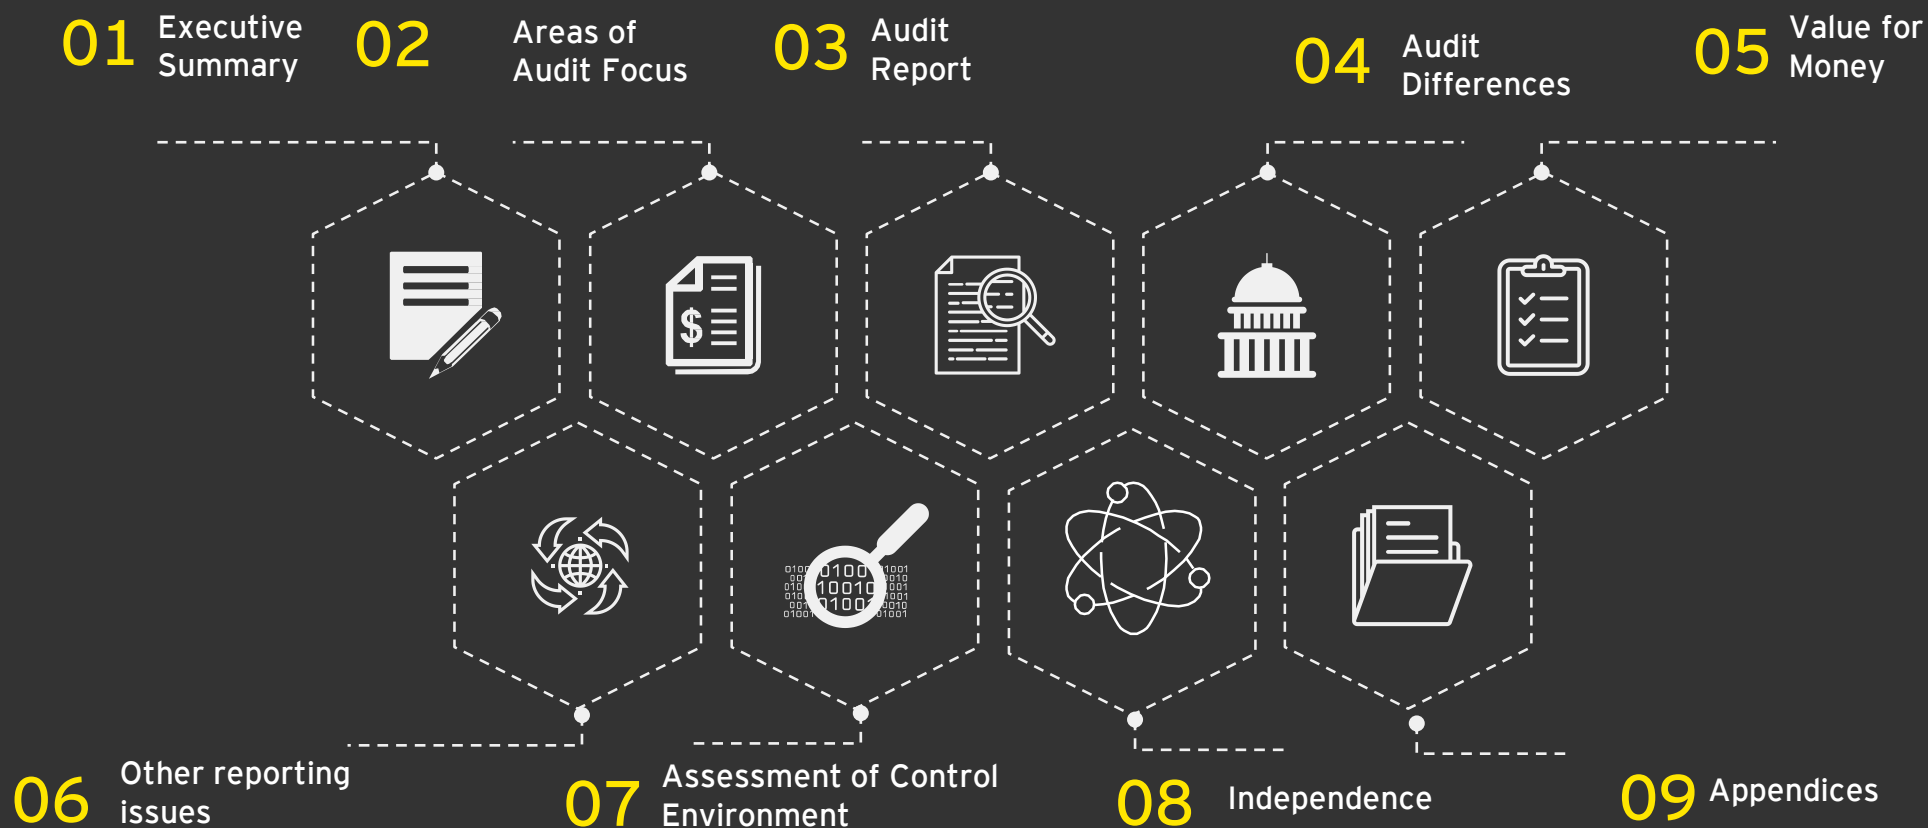 01 Executive
Summary
02 Areas of
Audit Focus
03 Audit
Report
04 Audit
Differences
05 Value for
Money
$
06 Other reporting
issues
07 Assessment of Control
Environment
08 Independence
09 Appendices